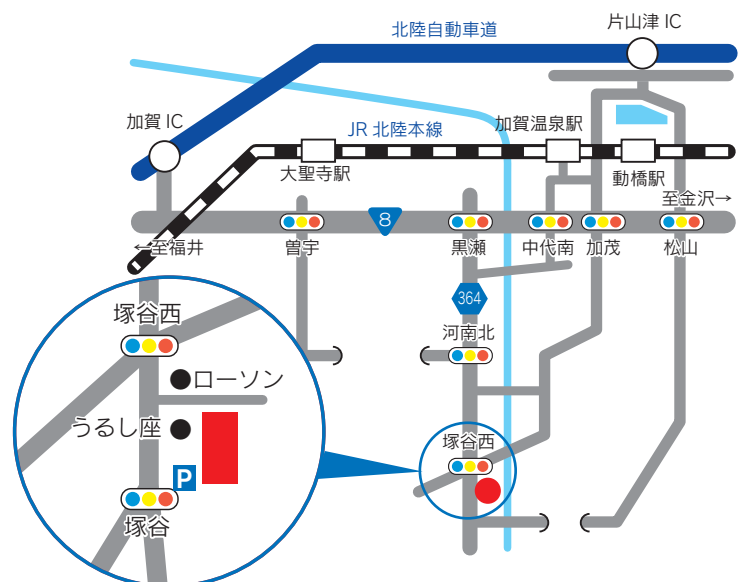 片山津 IC
北陸自動車道
加賀 IC
JR 北陸本線
加賀温泉駅
大聖寺駅
動橋駅
至金沢→
8
←至福井
曽宇
黒瀬
中代南
加茂
松山
364
河南北
塚谷西
塚谷西
ローソン
うるし座
P
塚谷